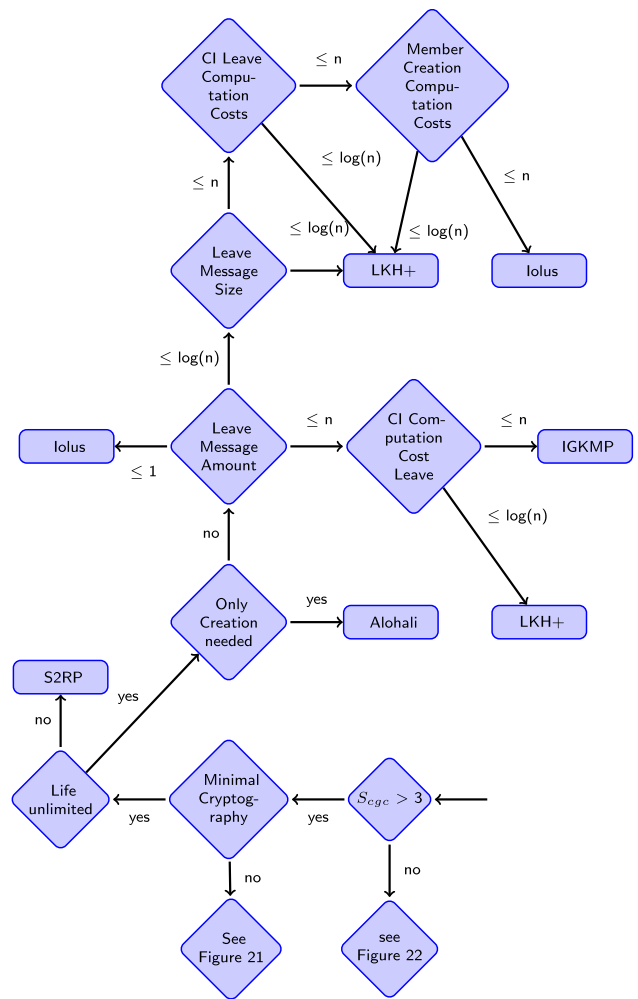 CI Leave
Compu-
tation
Costs
≤ n
Member
Creation
Compu-
tation
Costs
≤ log(n)
≤ n
≤ n
≤ log(n)
≤ log(n)
Leave
Message
Size
LKH+
Iolus
≤ log(n)
Iolus
≤ 1
Leave
Message
Amount
≤ n
CI Com-
putation
Cost
Leave
≤ n
IGKMP
≤ log(n)
no
Only
Creation
needed
yes
Alohali
LKH+
S2RP
yes
no
Life
unlimited
yes
Minimal
Cryptog-
raphy
yes
Scgc > 3
no
no
See
Figure 21
see
Figure 22